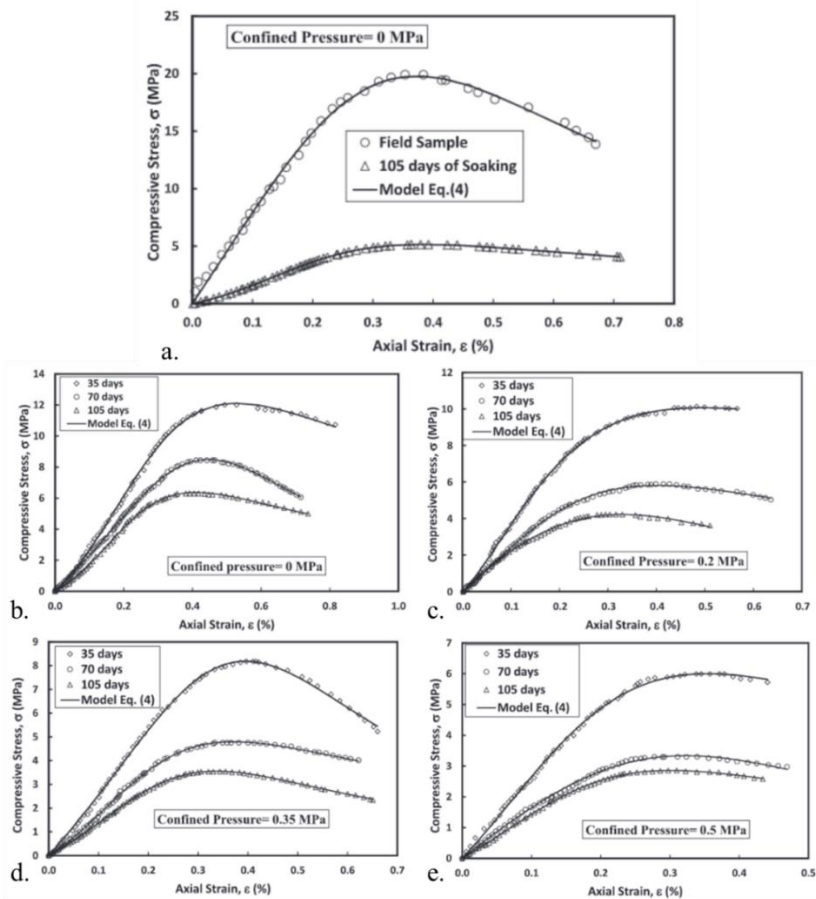 Confined Pressure= 0 MPa
25
20
15
10
5
0
Compressive Stress, σ (MPa)
Field Sample
105 days of Soaking
Model Eq.(4)
0.0 0.1 0.2 0.3 0.4 0.5 0.6 0.7 0.8
Axial Strain, ε (%)
a.
14
12
10
8
6
4
2
0
Compressive Stress, σ (MPa)
35 days
70 days
105 days
Model Eq. (4)
Confined pressure= 0 MPa
0.0 0.2 0.4 0.6 0.8 1.0
Axial Strain, ε (%)
b.
12
10
8
6
4
2
0
Compressive Stress, σ (MPa)
35 days
70 days
105 days
Model Eq. (4)
Confined Pressure= 0.2 MPa
0.0 0.1 0.2 0.3 0.4 0.5 0.6 0.7
Axial Strain, ε (%)
c.
9
8
7
6
5
4
3
2
1
0
Compressive Stress, σ (MPa)
35 days
70 days
105 days
Model Eq. (4)
Confined Pressure= 0.35 MPa
0.0 0.1 0.2 0.3 0.4 0.5 0.6 0.7
Axial Strain, ε (%)
d.
7
6
5
4
3
2
1
0
Compressive Stress, σ (MPa)
35 days
70 days
105 days
Model Eq. (4)
Confined Pressure= 0.5 MPa
0.0 0.1 0.2 0.3 0.4 0.5
Axial Strain, ε (%)
e.